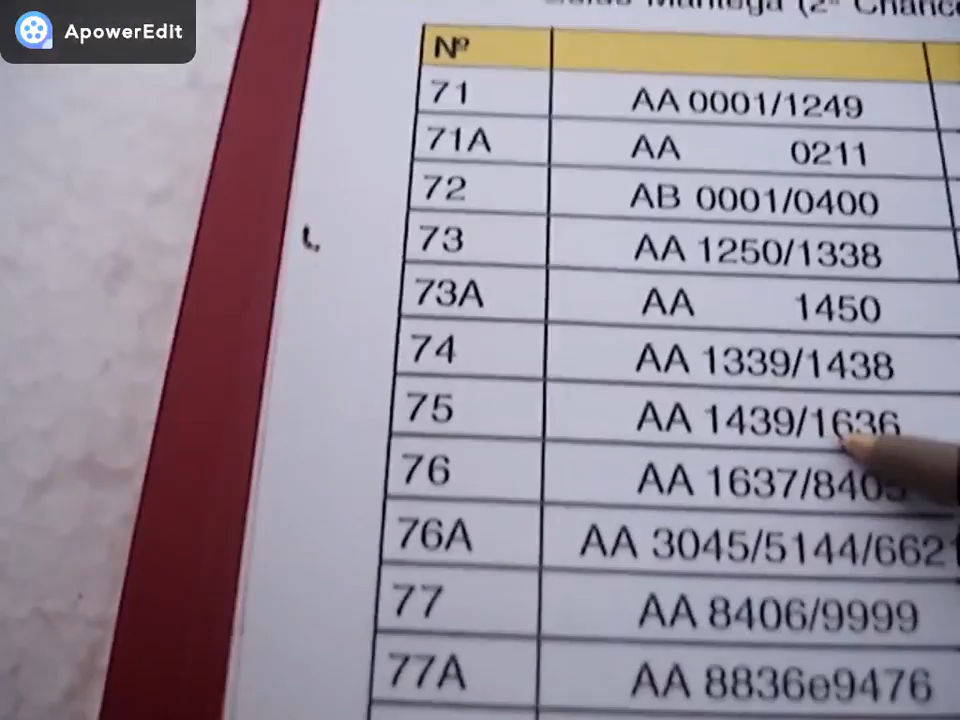 ApowerEdit
(2ª
Nº
71 AA 0001/1249
71A AA 0211
72 AB 0001/0400
73 AA 1250/1338
73A AA 1450
74 AA 1339/1438
75 AA 1439/1636
76 AA 1637/8405
76A AA 3045/5144/662
77 AA 8406/9999
77A AA 8836e9476